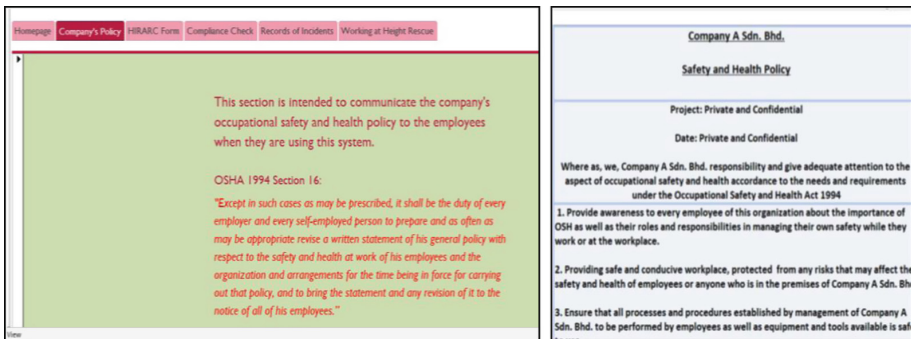 Homepage Company's Policy HIRARC Form Compliance Check Records of Incidents Working at Height Rescue
This section is intended to communicate the company's
occupational safety and health policy to the employees
when they are using this system.
OSHA 1994 Section 16:
"Except in such cases as may be prescribed, it shall be the duty of every
employer and every self-employed person to prepare and as often as
may be appropriate revise a written statement of his general policy with
respect to the safety and health at work of his employees and the
organization and arrangements for the time being in force for carrying
out that policy, and to bring the statement and any revision of it to the
notice of all of his employees."
View
Company A Sdn. Bhd.
Safety and Health Policy
Project: Private and Confidential
Date: Private and Confidential
Where as, we, Company A Sdn. Bhd. responsibility and give adequate attention to the
aspect of occupational safety and health accordance to the needs and requirements
under the Occupational Safety and Health Act 1994
1. Provide awareness to every employee of this organization about the importance of
OSH as well as their roles and responsibilities in managing their own safety while they
work or at the workplace.
2. Providing safe and conducive workplace, protected from any risks that may affect the
safety and health of employees or anyone who is in the premises of Company A Sdn.
3. Ensure that all processes and procedures established by management of Company A
Sdn. Bhd. to be performed by employees as well as equipment and tools available is